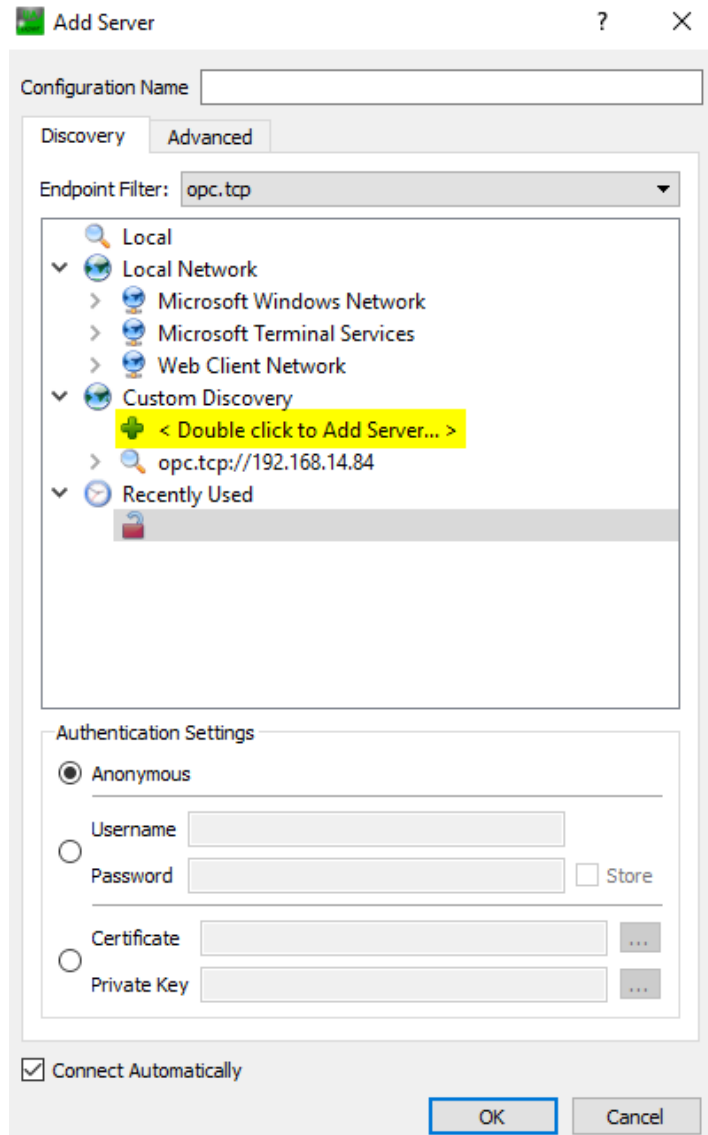 Add Server
?
Configuration Name
Discovery Advanced
Endpoint Filter: opc.tcp
Local
Local Network
Microsoft Windows Network
Microsoft Terminal Services
Web Client Network
Custom Discovery
< Double click to Add Server... >
opc.tcp://192.168.14.84
Recently Used
Authentication Settings
Anonymous
Username
Password Store
Certificate ...
Private Key ...
Connect Automatically
OK Cancel